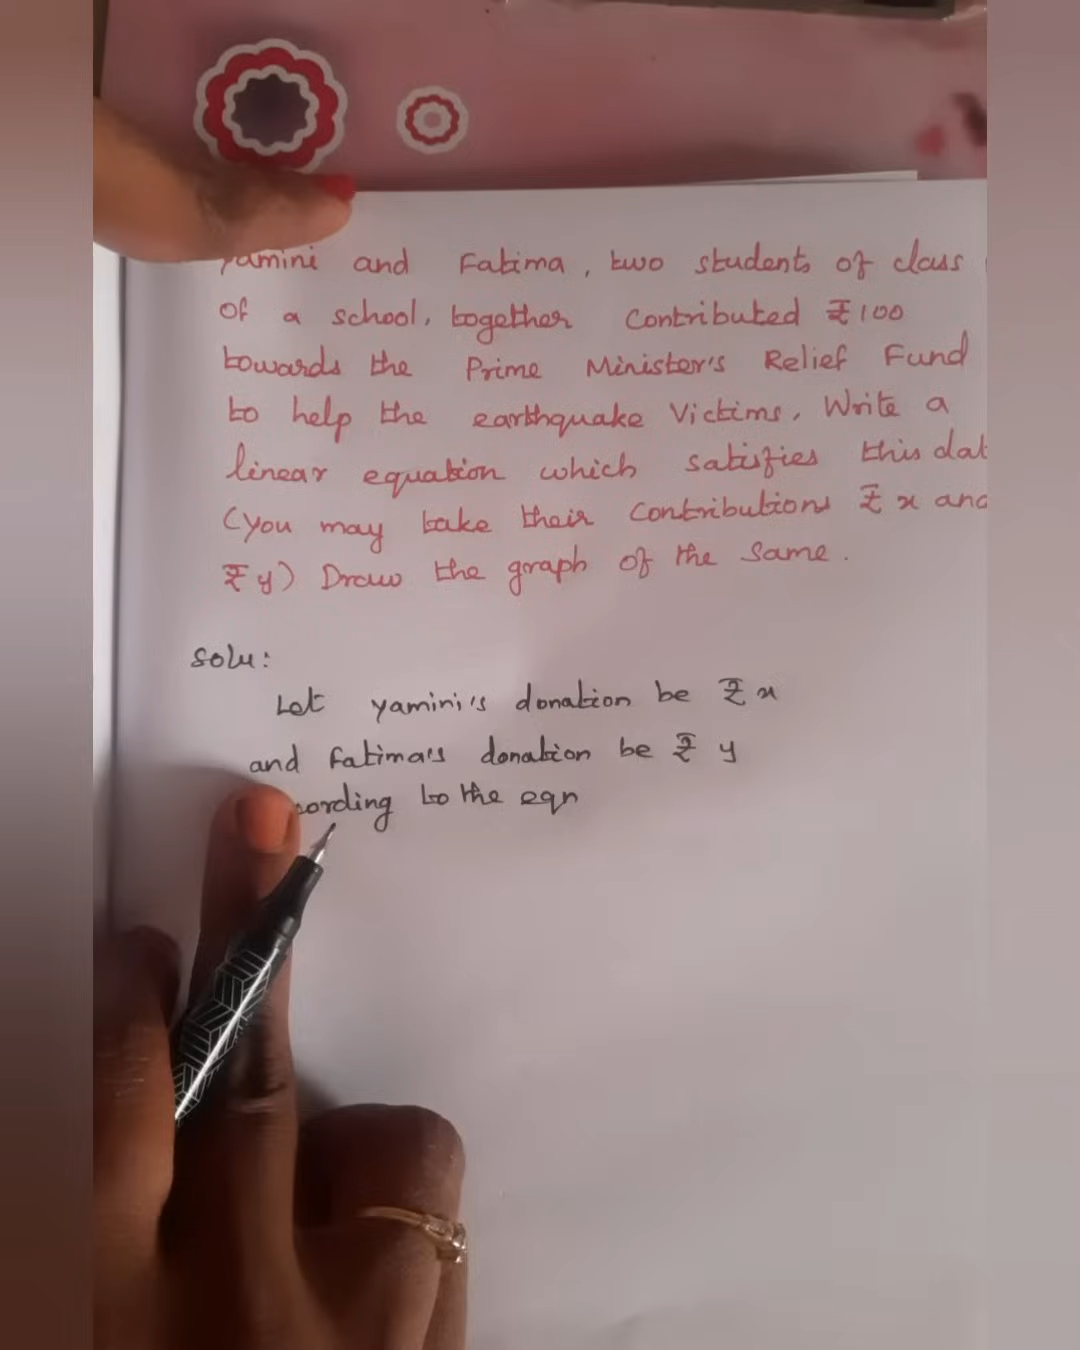 Yamini and Fatima, two students of class
of a school, together contributed ₹100
towards the Prime Minister's Relief Fund
to help the earthquake Victims. Write a
linear equation which satisfies this dat
(you may take their contributions ₹ x and
₹ y) Draw the graph of the same.
Solu:
Let yamini's donation be ₹ x
and Fatima's donation be ₹ y
cording to the eqn